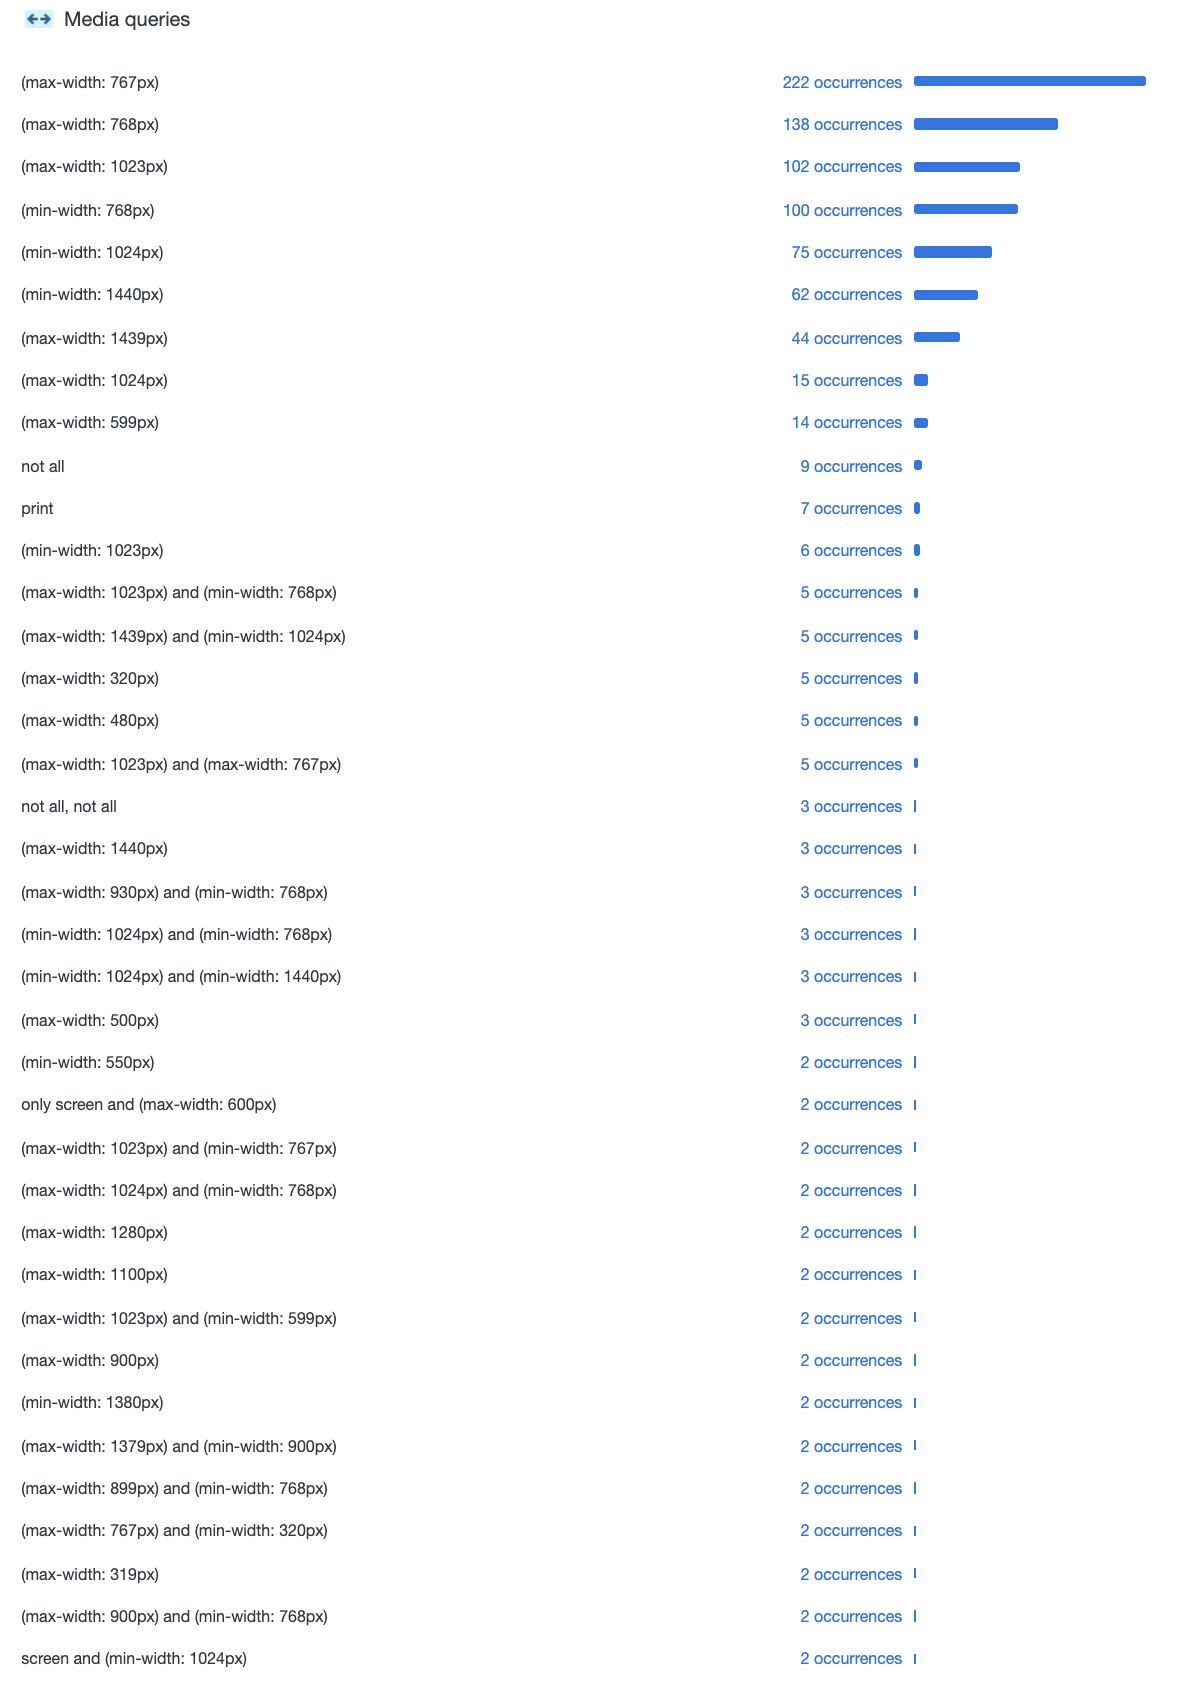 Media queries
(max-width: 767px) 222 occurrences
(max-width: 768px) 138 occurrences
(max-width: 1023px) 102 occurrences
(min-width: 768px) 100 occurrences
(min-width: 1024px) 75 occurrences
(min-width: 1440px) 62 occurrences
(max-width: 1439px) 44 occurrences
(max-width: 1024px) 15 occurrences
(max-width: 599px) 14 occurrences
not all 9 occurrences
print 7 occurrences
(min-width: 1023px) 6 occurrences
(max-width: 1023px) and (min-width: 768px) 5 occurrences
(max-width: 1439px) and (min-width: 1024px) 5 occurrences
(max-width: 320px) 5 occurrences
(max-width: 480px) 5 occurrences
(max-width: 1023px) and (max-width: 767px) 5 occurrences
not all, not all 3 occurrences
(max-width: 1440px) 3 occurrences
(max-width: 930px) and (min-width: 768px) 3 occurrences
(min-width: 1024px) and (min-width: 768px) 3 occurrences
(min-width: 1024px) and (min-width: 1440px) 3 occurrences
(max-width: 500px) 3 occurrences
(min-width: 550px) 2 occurrences
only screen and (max-width: 600px) 2 occurrences
(max-width: 1023px) and (min-width: 767px) 2 occurrences
(max-width: 1024px) and (min-width: 768px) 2 occurrences
(max-width: 1280px) 2 occurrences
(max-width: 1100px) 2 occurrences
(max-width: 1023px) and (min-width: 599px) 2 occurrences
(max-width: 900px) 2 occurrences
(min-width: 1380px) 2 occurrences
(max-width: 1379px) and (min-width: 900px) 2 occurrences
(max-width: 899px) and (min-width: 768px) 2 occurrences
(max-width: 767px) and (min-width: 320px) 2 occurrences
(max-width: 319px) 2 occurrences
(max-width: 900px) and (min-width: 768px) 2 occurrences
screen and (min-width: 1024px) 2 occurrences